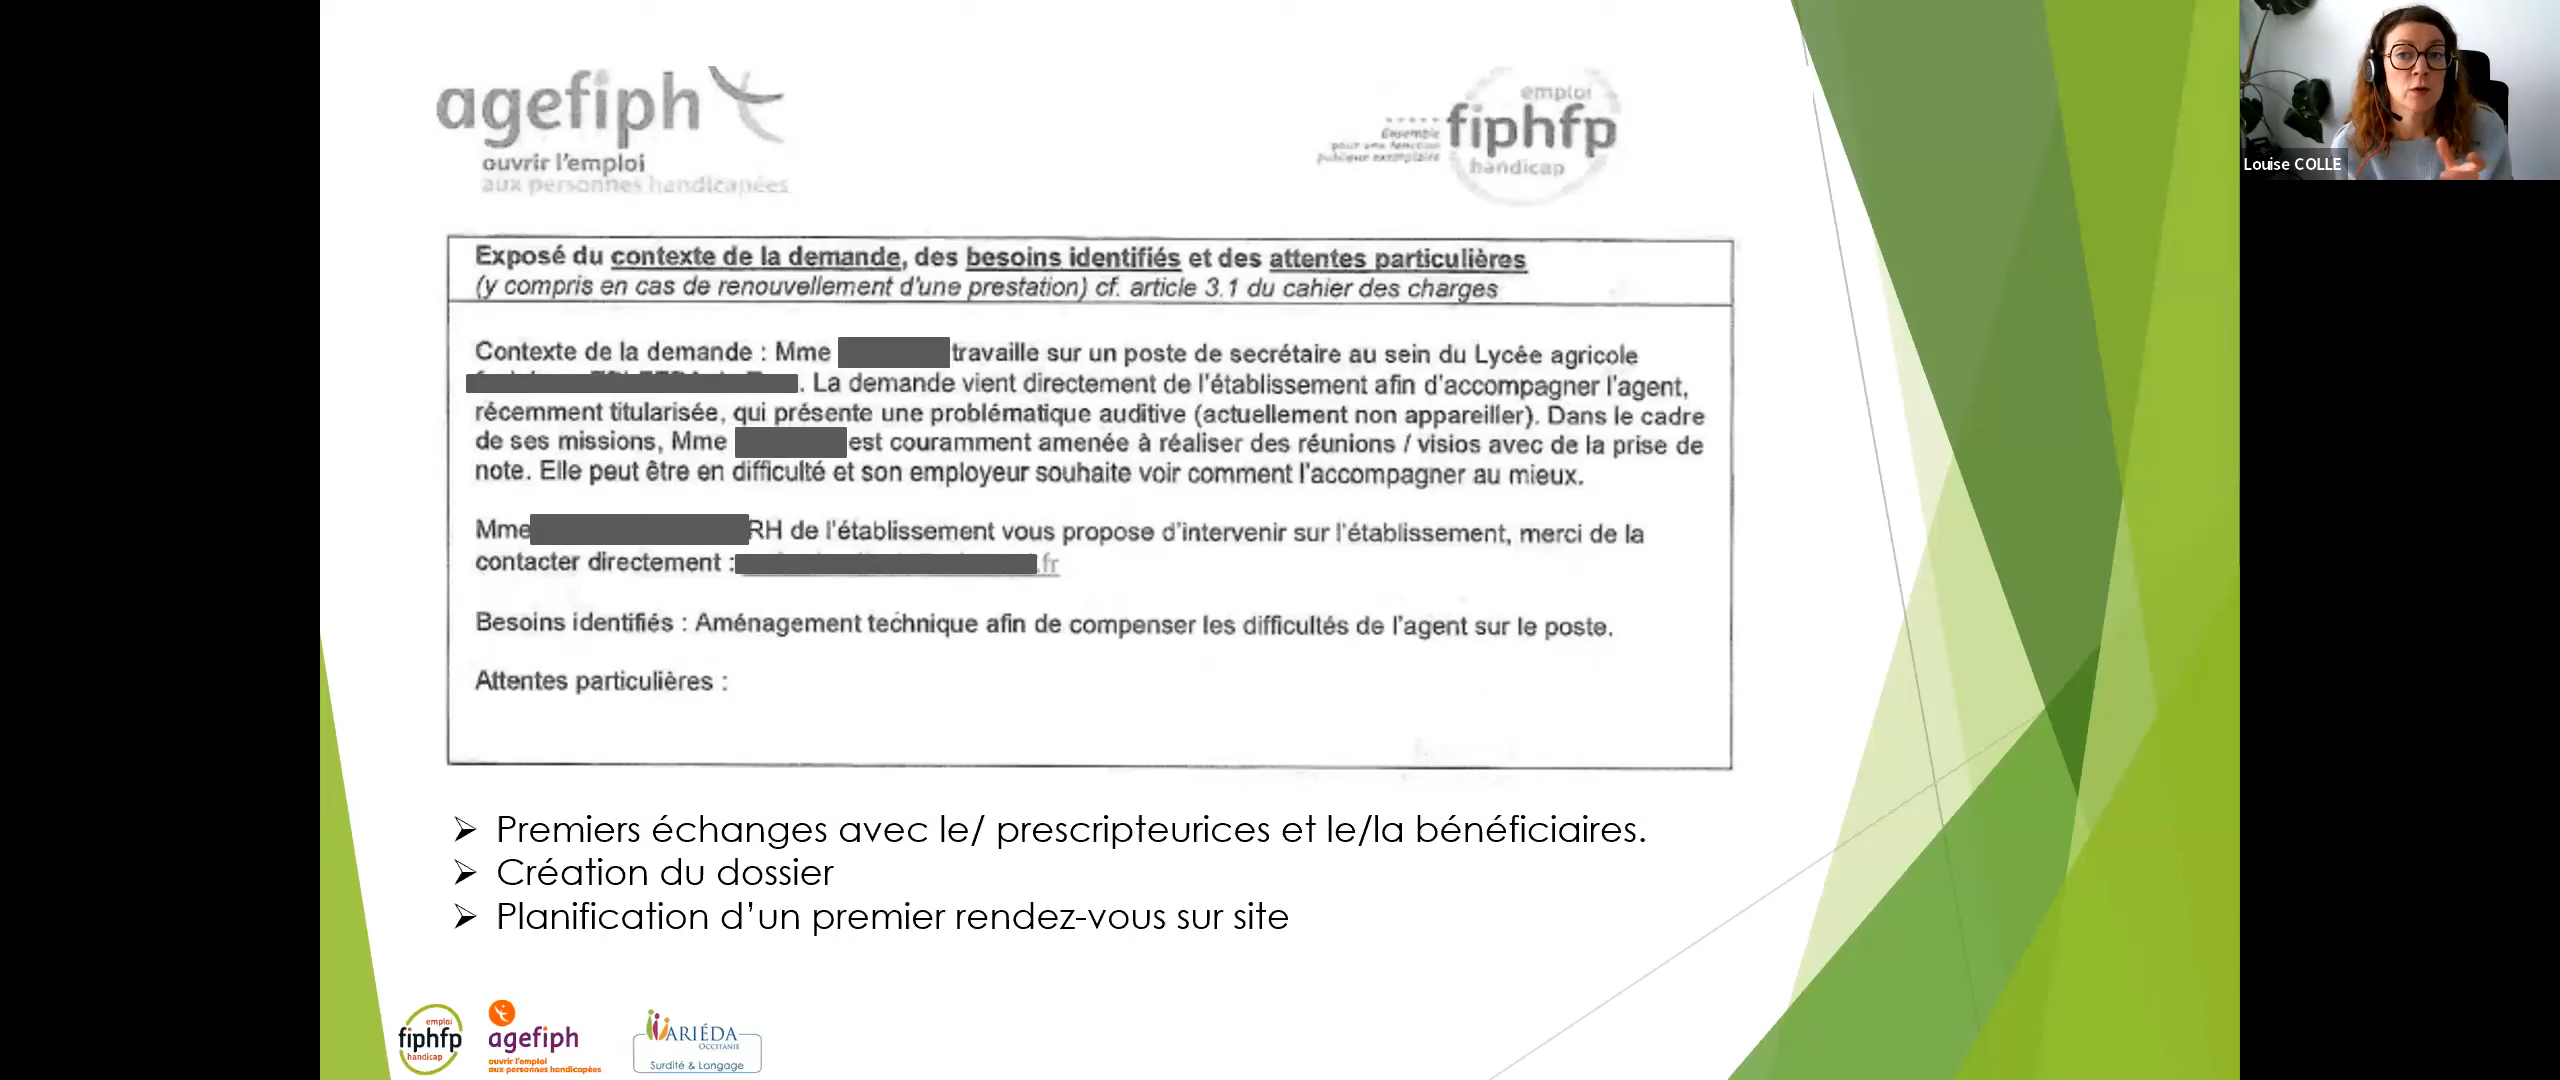 agefiph
ouvrir l'emploi
aux personnes handicapées
emploi
fiphfp
handicap
Ensemble
pour une fonction
publique exemplaire
Louise COLLE
Exposé du contexte de la demande, des besoins identifiés et des attentes particulières
(y compris en cas de renouvellement d'une prestation) cf. article 3.1 du cahier des charges
Contexte de la demande : Mme travaille sur un poste de secrétaire au sein du Lycée agricole
. La demande vient directement de l'établissement afin d'accompagner l'agent,
récemment titularisée, qui présente une problématique auditive (actuellement non appareiller). Dans le cadre
de ses missions, Mme est couramment amenée à réaliser des réunions / visios avec de la prise de
note. Elle peut être en difficulté et son employeur souhaite voir comment l'accompagner au mieux.
Mme RH de l'établissement vous propose d'intervenir sur l'établissement, merci de la
contacter directement : .fr
Besoins identifiés : Aménagement technique afin de compenser les difficultés de l'agent sur le poste.
Attentes particulières :
➢ Premiers échanges avec le/ prescripteurices et le/la bénéficiaires.
➢ Création du dossier
➢ Planification d'un premier rendez-vous sur site
emploi
fiphfp
handicap
agefiph
ouvrir l'emploi
aux personnes handicapées
ARIÉDA
OCCITANIE
Surdité & Langage